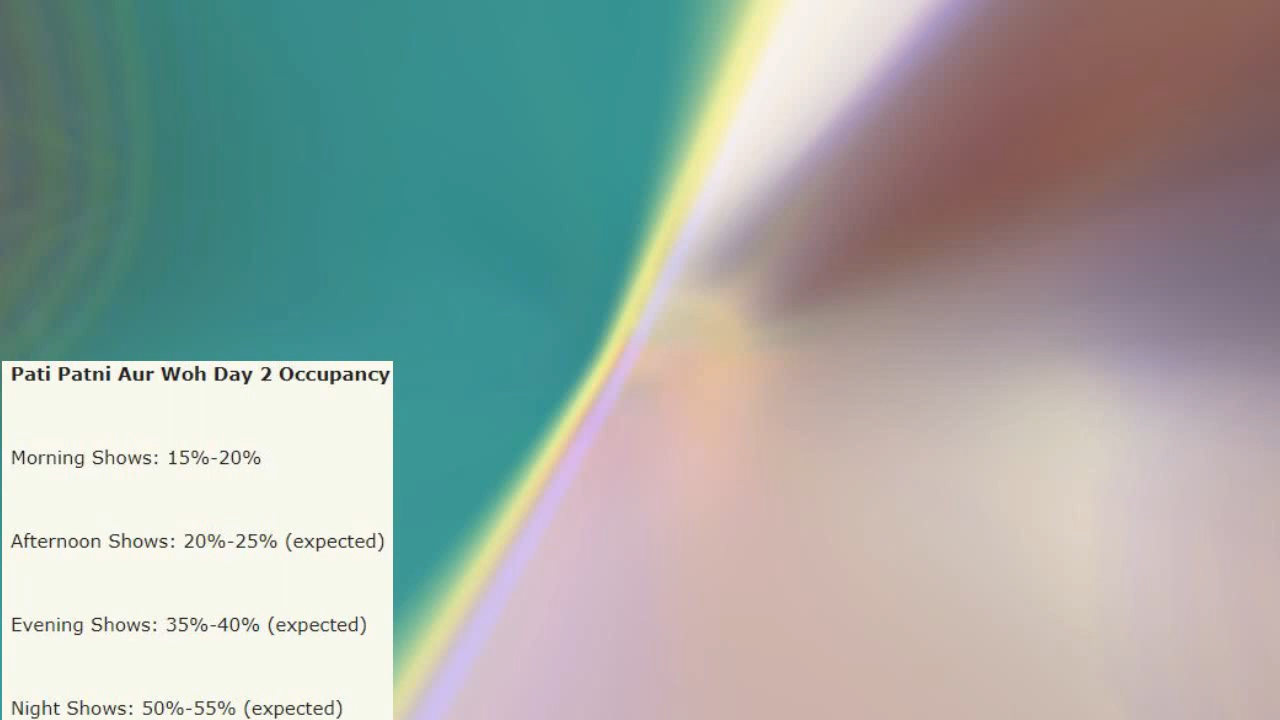 Pati Patni Aur Woh Day 2 Occupancy
Morning Shows: 15%-20%
Afternoon Shows: 20%-25% (expected)
Evening Shows: 35%-40% (expected)
Night Shows: 50%-55% (expected)